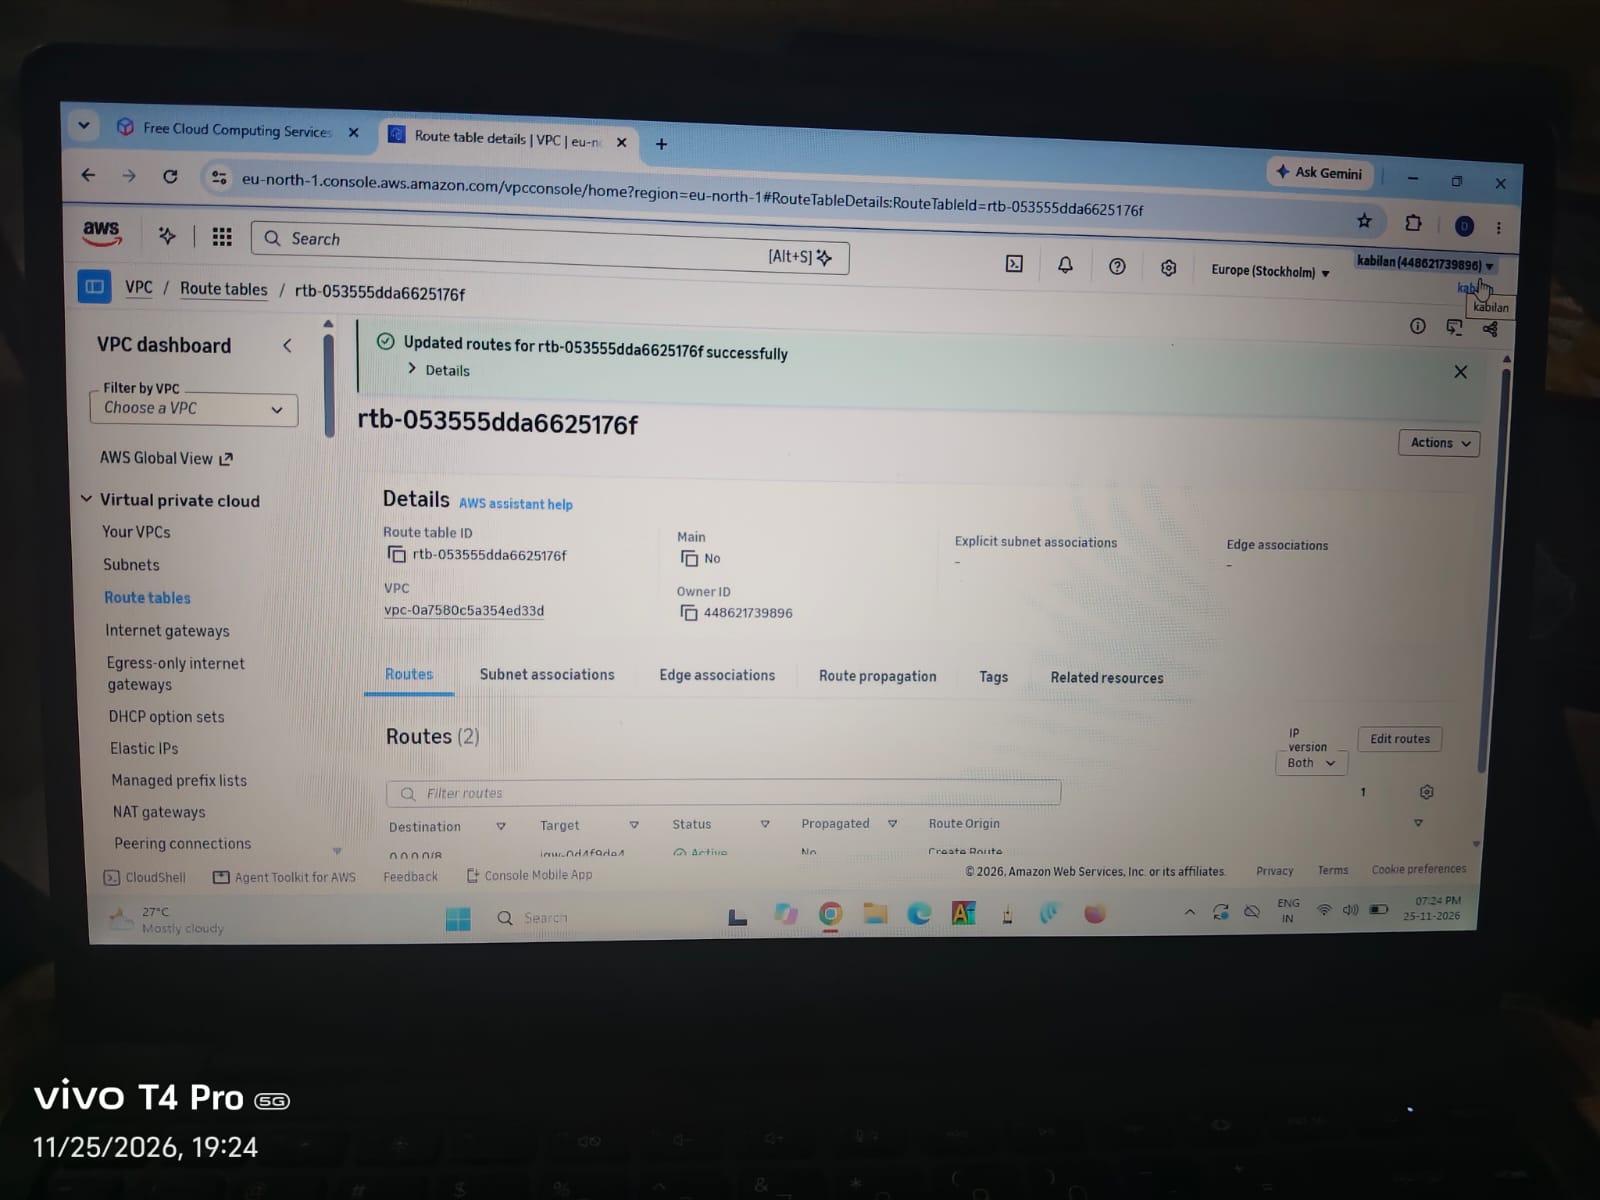 Free Cloud Computing Services
Route table details | VPC | eu-n
Ask Gemini
eu-north-1.console.aws.amazon.com/vpcconsole/home?region=eu-north-1#RouteTableDetails:RouteTableId=rtb-053555dda6625176f
D
aws
Search
[Alt+S]
Europe (Stockholm)
kabilan (448621739896)
kabilan
VPC / Route tables / rtb-053555dda6625176f
VPC dashboard
Filter by VPC
Choose a VPC
AWS Global View
Virtual private cloud
Your VPCs
Subnets
Route tables
Internet gateways
Egress-only internet
gateways
DHCP option sets
Elastic IPs
Managed prefix lists
NAT gateways
Peering connections
Updated routes for rtb-053555dda6625176f successfully
Details
rtb-053555dda6625176f
Actions
Details AWS assistant help
Route table ID
rtb-053555dda6625176f
Main
No
Explicit subnet associations
-
Edge associations
-
VPC
vpc-0a7580c5a354ed33d
Owner ID
448621739896
Routes
Subnet associations
Edge associations
Route propagation
Tags
Related resources
Routes (2)
IP
version
Both
Edit routes
Filter routes
1
Destination
Target
Status
Propagated
Route Origin
0.0.0.0/8
Active
No
Create Route
CloudShell
Agent Toolkit for AWS
Feedback
Console Mobile App
© 2026, Amazon Web Services, Inc. or its affiliates.
Privacy
Terms
Cookie preferences
27°C
Mostly cloudy
Search
ENG
IN
07:24 PM
25-11-2026
vivo T4 Pro 5G
11/25/2026, 19:24